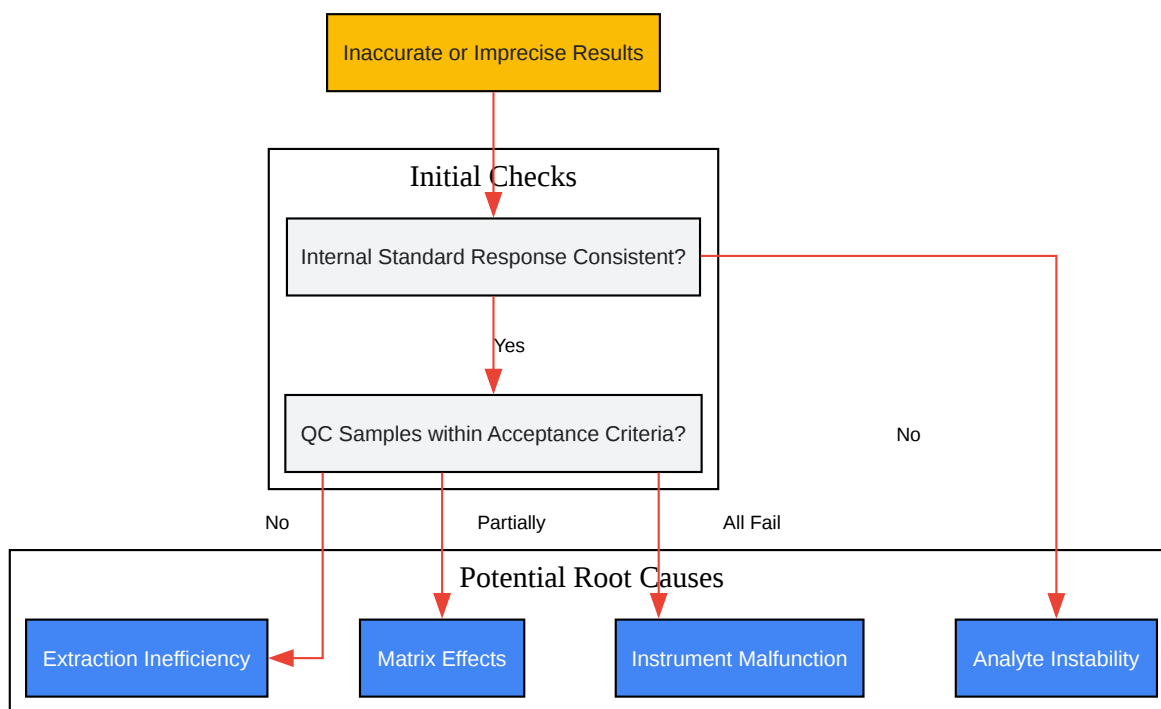 Inaccurate or Imprecise Results
Initial Checks
Internal Standard Response Consistent?
Yes
QC Samples within Acceptance Criteria?
No
No
Partially
All Fail
Potential Root Causes
Extraction Inefficiency
Matrix Effects
Instrument Malfunction
Analyte Instability